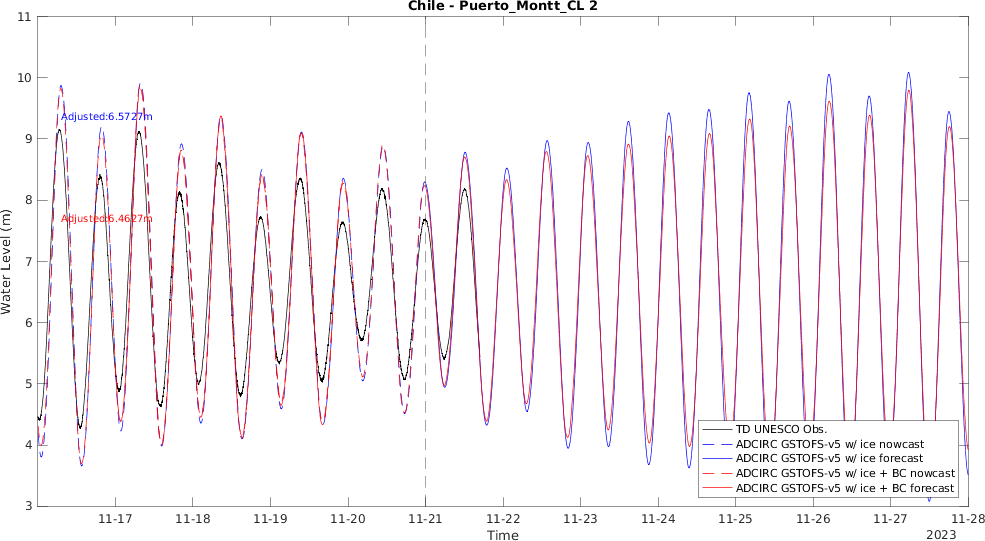 Chile - Puerto_Montt_CL 2
Water Level (m)
11
10
9
8
7
6
5
4
3
Adjusted:6.5727m
Adjusted:6.4627m
TD UNESCO Obs.
ADCIRC GSTOFS-v5 w/ ice nowcast
ADCIRC GSTOFS-v5 w/ ice forecast
ADCIRC GSTOFS-v5 w/ ice + BC nowcast
ADCIRC GSTOFS-v5 w/ ice + BC forecast
11-17 11-18 11-19 11-20 11-21 11-22 11-23 11-24 11-25 11-26 11-27 11-28
Time
2023